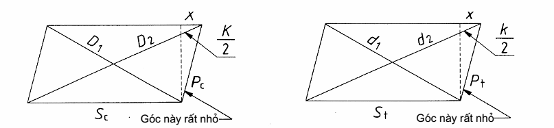 x
K/2
D1
D2
Pc
Sc
Góc này rất nhỏ
x
k/2
d1
d2
Pt
St
Góc này rất nhỏ